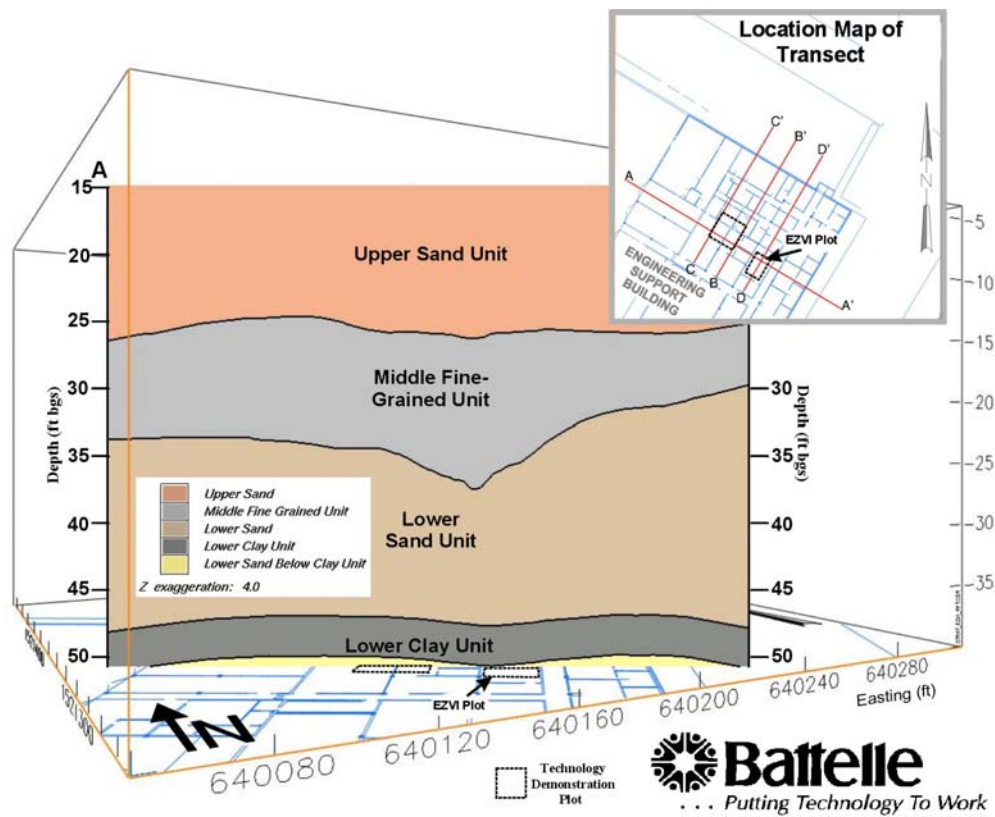 Location Map of
Transect
C'
B'
D'
A
N
EZVI Plot
ENGINEERING
SUPPORT
BUILDING
C
B
D
A'
A
15
20
25
30
35
40
45
50
Depth (ft bgs)
Upper Sand Unit
Middle Fine-
Grained Unit
Lower
Sand Unit
Lower Clay Unit
Upper Sand
Middle Fine Grained Unit
Lower Sand
Lower Clay Unit
Lower Sand Below Clay Unit
Z exaggeration: 4.0
30
35
40
45
50
Depth (ft bgs)
-5
-10
-15
-20
-25
-30
-35
EZVI Plot
N
1521300
640080
640120
640160
640200
640240
640280
Easting (ft)
Technology
Demonstration
Plot
Battelle
. . . Putting Technology To Work